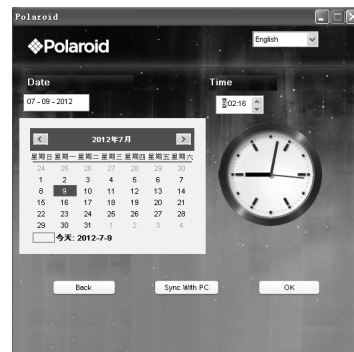 Polaroid
Polaroid
English
Date
Time
07 - 09 - 2012
:02:16
2012年7月
星期日 星期一 星期二 星期三 星期四 星期五 星期六
24 25 26 27 28 29 30
1 2 3 4 5 6 7
8 9 10 11 12 13 14
15 16 17 18 19 20 21
22 23 24 25 26 27 28
29 30 31 1 2 3 4
今天: 2012-7-9
Back
Sync With PC
OK